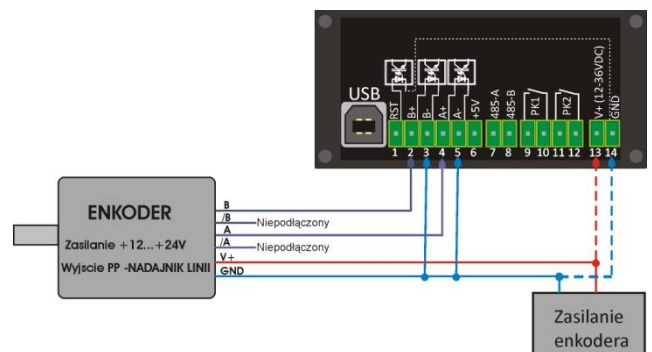 USB
RST
B+
B-
A+
A-
+5V
485-A
485-B
PK1
PK2
V+ (12-36VDC)
GND
1 2 3 4 5 6 7 8 9 10 11 12 13 14
ENKODER
Zasilanie +12...+24V
Wyjscie PP -NADAJNIK LINII
B
/B Niepodłączony
A
/A Niepodłączony
V+
GND
Zasilanie
enkodera